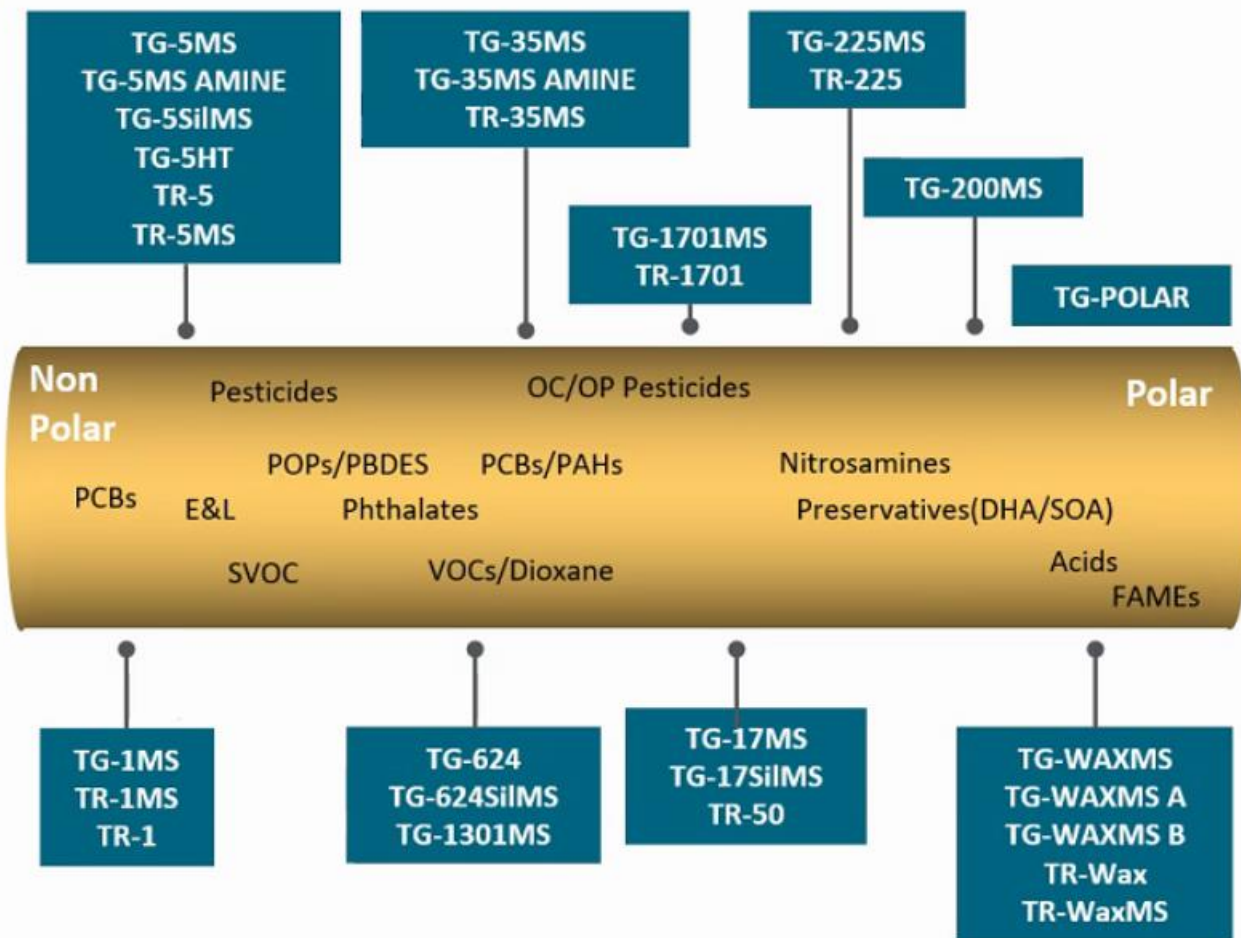 TG-5MS
TG-5MS AMINE
TG-5SilMS
TG-5HT
TR-5
TR-5MS
TG-35MS
TG-35MS AMINE
TR-35MS
TG-1701MS
TR-1701
TG-225MS
TR-225
TG-200MS
TG-POLAR
Non
Polar
Polar
Pesticides
OC/OP Pesticides
POPs/PBDES
PCBs/PAHs
Nitrosamines
PCBs
E&L
Phthalates
Preservatives(DHA/SOA)
SVOC
VOCs/Dioxane
Acids
FAMEs
TG-1MS
TR-1MS
TR-1
TG-624
TG-624SilMS
TG-1301MS
TG-17MS
TG-17SilMS
TR-50
TG-WAXMS
TG-WAXMS A
TG-WAXMS B
TR-Wax
TR-WaxMS